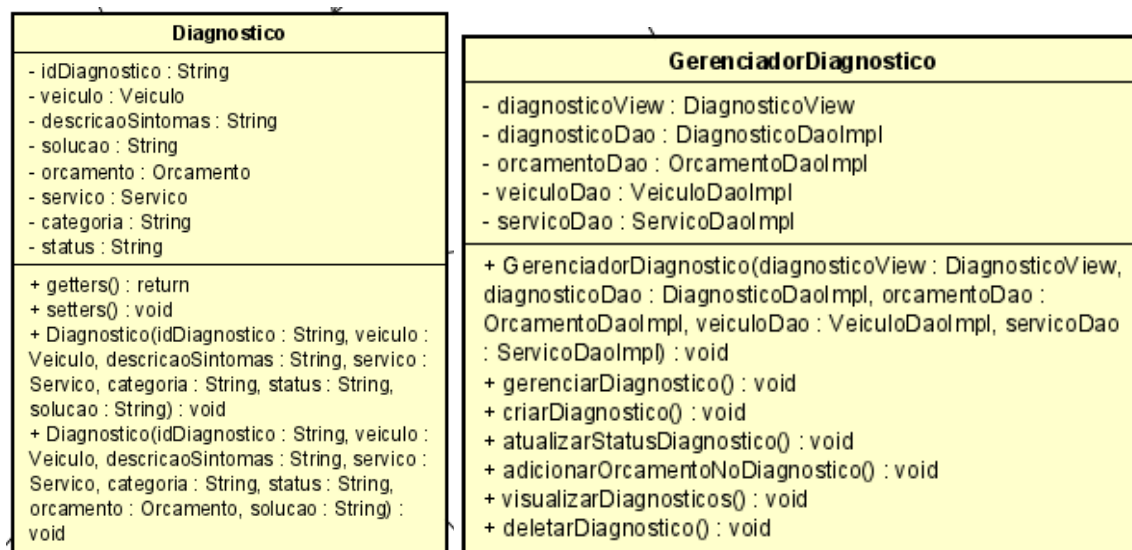 Diagnostico
- idDiagnostico : String
- veiculo : Veiculo
- descricaoSintomas : String
- solucao : String
- orcamento : Orcamento
- servico : Servico
- categoria : String
- status : String
+ getters() : return
+ setters() : void
+ Diagnostico(idDiagnostico : String, veiculo :
Veiculo, descricaoSintomas : String, servico :
Servico, categoria : String, status : String,
solucao : String) : void
+ Diagnostico(idDiagnostico : String, veiculo :
Veiculo, descricaoSintomas : String, servico :
Servico, categoria : String, status : String,
orcamento : Orcamento, solucao : String) :
void
GerenciadorDiagnostico
- diagnosticoView : DiagnosticoView
- diagnosticoDao : DiagnosticoDaoImpl
- orcamentoDao : OrcamentoDaoImpl
- veiculoDao : VeiculoDaoImpl
- servicoDao : ServicoDaoImpl
+ GerenciadorDiagnostico(diagnosticoView : DiagnosticoView,
diagnosticoDao : DiagnosticoDaoImpl, orcamentoDao :
OrcamentoDaoImpl, veiculoDao : VeiculoDaoImpl, servicoDao
: ServicoDaoImpl) : void
+ gerenciarDiagnostico() : void
+ criarDiagnostico() : void
+ atualizarStatusDiagnostico() : void
+ adicionarOrcamentoNoDiagnostico() : void
+ visualizarDiagnosticos() : void
+ deletarDiagnostico() : void